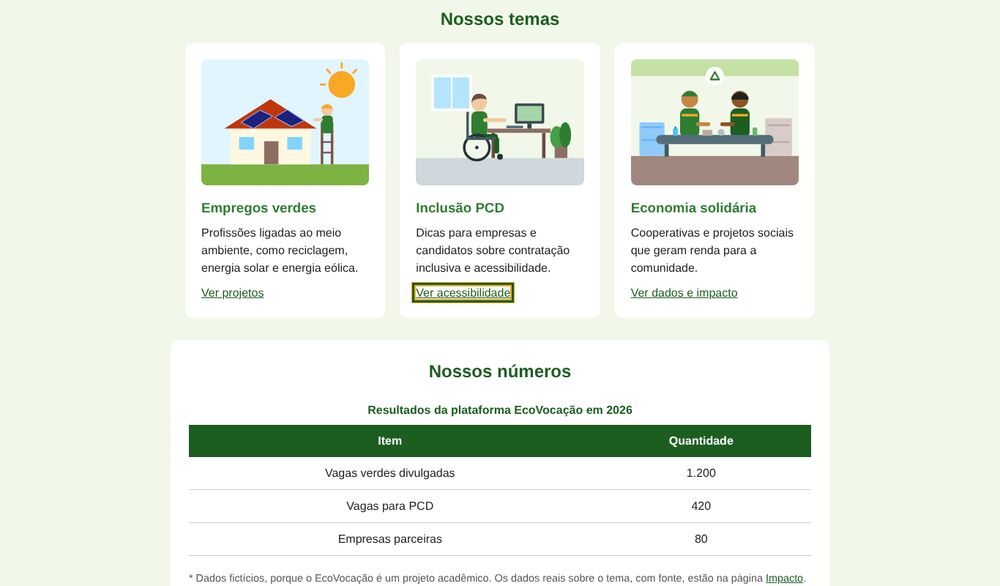 Nossos temas
Empregos verdes
Profissões ligadas ao meio
ambiente, como reciclagem,
energia solar e energia eólica.
Ver projetos
Inclusão PCD
Dicas para empresas e
candidatos sobre contratação
inclusiva e acessibilidade.
Ver acessibilidade
Economia solidária
Cooperativas e projetos sociais
que geram renda para a
comunidade.
Ver dados e impacto
Nossos números
Resultados da plataforma EcoVocação em 2026
Item Quantidade
Vagas verdes divulgadas 1.200
Vagas para PCD 420
Empresas parceiras 80
* Dados fictícios, porque o EcoVocação é um projeto acadêmico. Os dados reais sobre o tema, com fonte, estão na página Impacto.